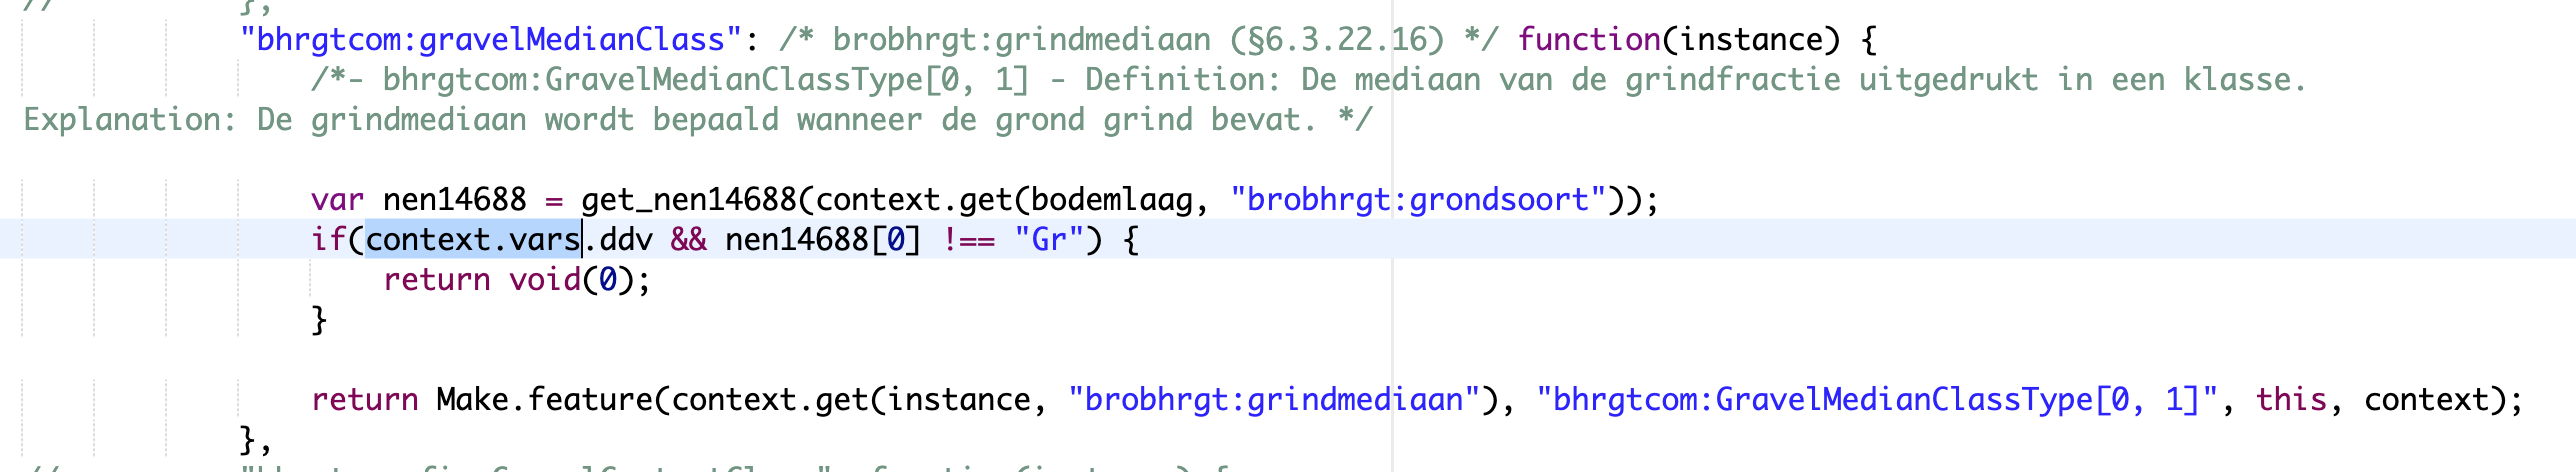 "bhrgtcom:gravelMedianClass": /* brobhrgt:grindmediaan (§6.3.22.16) */ function(instance) {
/*- bhrgtcom:GravelMedianClassType[0, 1] - Definition: De mediaan van de grindfractie uitgedrukt in een klasse.
Explanation: De grindmediaan wordt bepaald wanneer de grond grind bevat. */
var nen14688 = get_nen14688(context.get(bodemlaag, "brobhrgt:grondsoort"));
if(context.vars.ddv && nen14688[0] !== "Gr") {
return void(0);
}
return Make.feature(context.get(instance, "brobhrgt:grindmediaan"), "bhrgtcom:GravelMedianClassType[0, 1]", this, context);
},